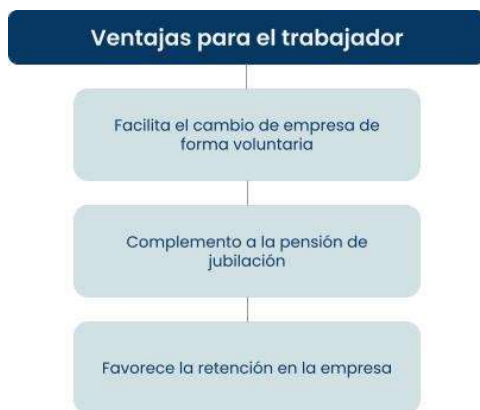 Ventajas para el trabajador
Facilita el cambio de empresa de
forma voluntaria
Complemento a la pensión de
jubilación
Favorece la retención en la empresa